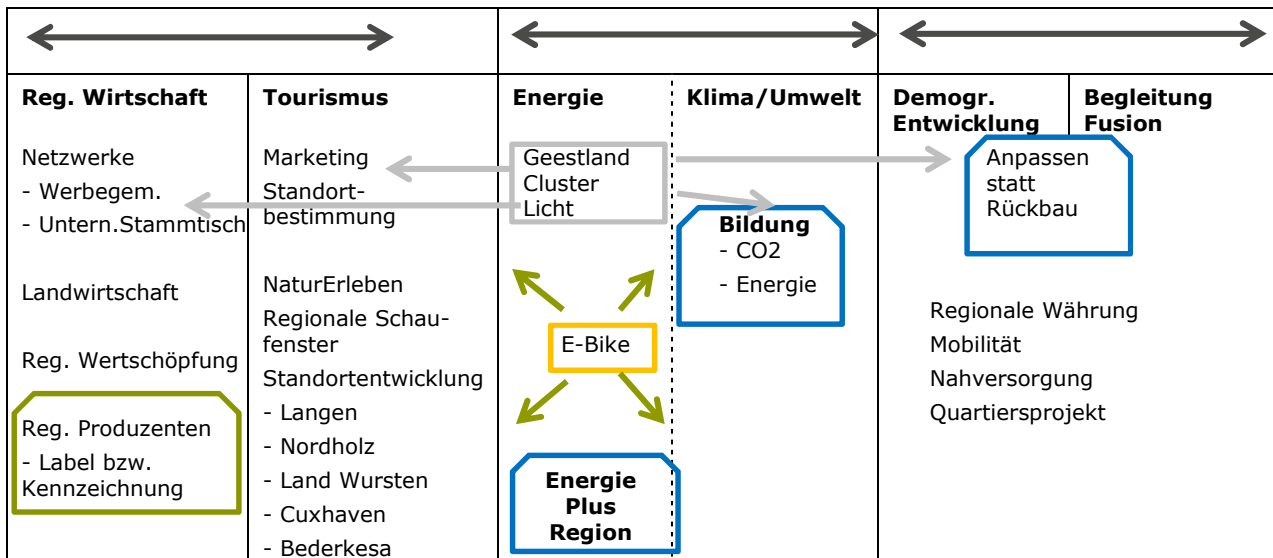 Reg. Wirtschaft
Netzwerke
- Werbegem.
- Untern.Stammtisch
Landwirtschaft
Reg. Wertschöpfung
Reg. Produzenten
- Label bzw.
Kennzeichnung
Tourismus
Marketing
Standort-
bestimmung
NaturErleben
Regionale Schau-
fenster
Standortentwicklung
- Langen
- Nordholz
- Land Wursten
- Cuxhaven
- Bederkesa
Energie
Geestland
Cluster
Licht
E-Bike
Energie
Plus
Region
Klima/Umwelt
Bildung
- CO2
- Energie
Demogr.
Entwicklung
Begleitung
Fusion
Anpassen
statt
Rückbau
Regionale Währung
Mobilität
Nahversorgung
Quartiersprojekt